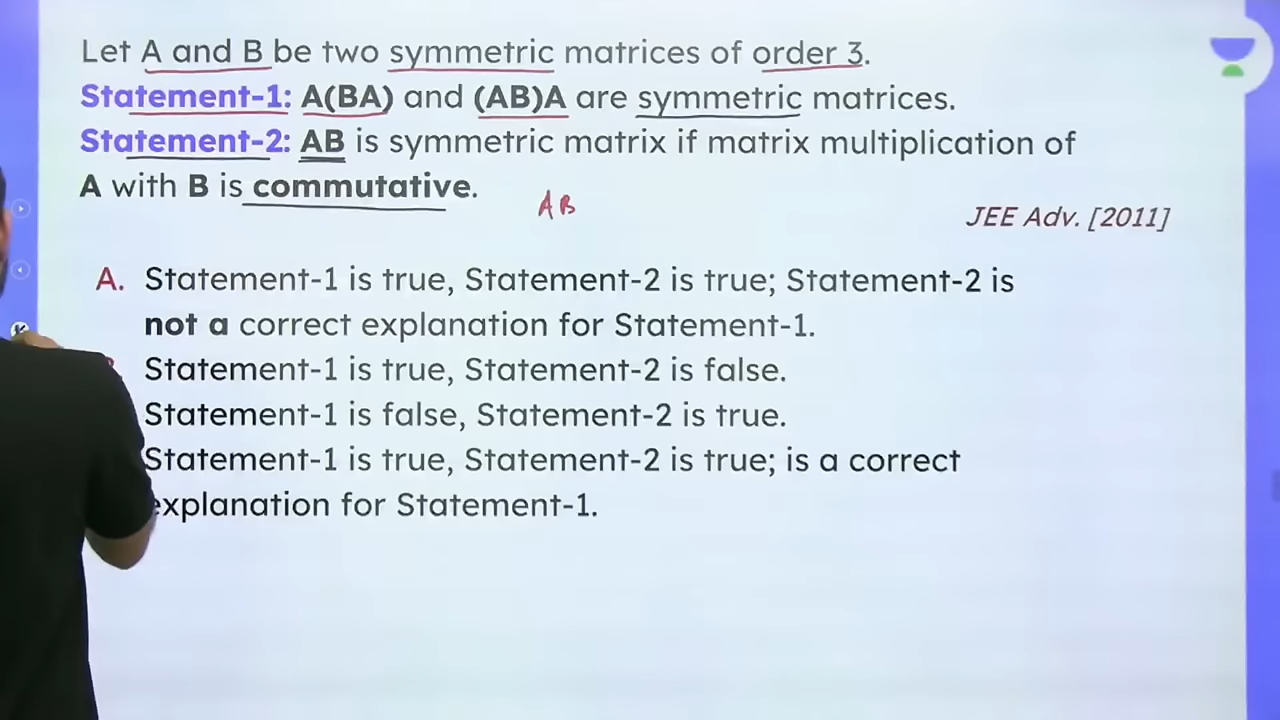 Let A and B be two symmetric matrices of order 3.
Statement-1: A(BA) and (AB)A are symmetric matrices.
Statement-2: AB is symmetric matrix if matrix multiplication of
A with B is commutative.
AB
JEE Adv. [2011]
A. Statement-1 is true, Statement-2 is true; Statement-2 is
not a correct explanation for Statement-1.
Statement-1 is true, Statement-2 is false.
Statement-1 is false, Statement-2 is true.
Statement-1 is true, Statement-2 is true; is a correct
explanation for Statement-1.